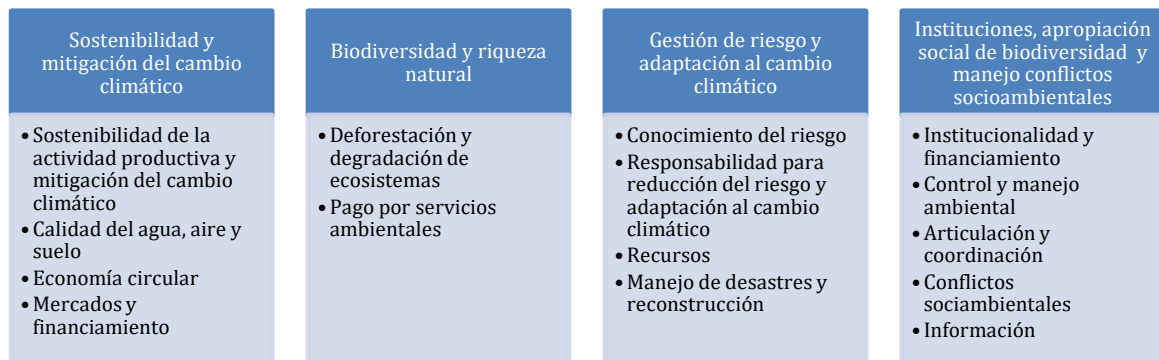 Sostenibilidad y
mitigación del cambio
climático
• Sostenibilidad de la
actividad productiva y
mitigación del cambio
climático
• Calidad del agua, aire y
suelo
• Economía circular
• Mercados y
financiamiento
Biodiversidad y riqueza
natural
• Deforestación y
degradación de
ecosistemas
• Pago por servicios
ambientales
Gestión de riesgo y
adaptación al cambio
climático
• Conocimiento del riesgo
• Responsabilidad para
reducción del riesgo y
adaptación al cambio
climático
• Recursos
• Manejo de desastres y
reconstrucción
Instituciones, apropiación
social de biodiversidad y
manejo conflictos
socioambientales
• Institucionalidad y
financiamiento
• Control y manejo
ambiental
• Articulación y
coordinación
• Conflictos
sociambientales
• Información